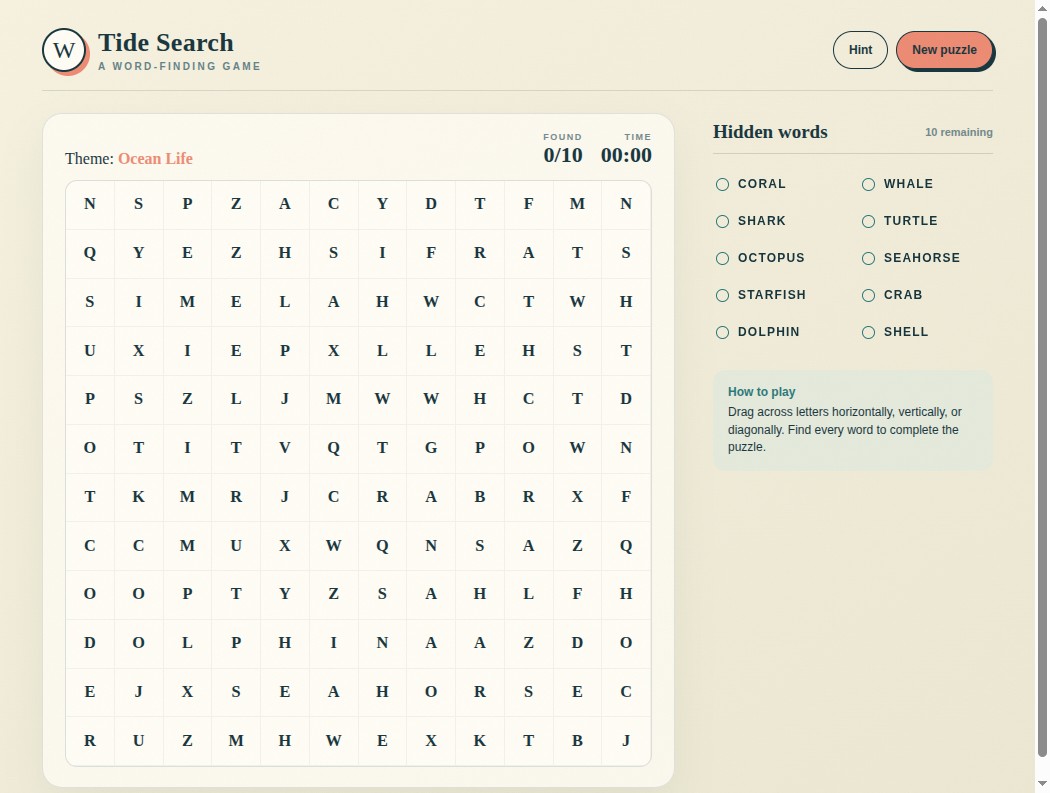 W
Tide Search
A WORD-FINDING GAME
Hint
New puzzle
Theme: Ocean Life
FOUND
0/10
TIME
00:00
N S P Z A C Y D T F M N
Q Y E Z H S I F R A T S
S I M E L A H W C T W H
U X I E P X L L E H S T
P S Z L J M W W H C T D
O T I T V Q T G P O W N
T K M R J C R A B R X F
C C M U X W Q N S A Z Q
O O P T Y Z S A H L F H
D O L P H I N A A Z D O
E J X S E A H O R S E C
R U Z M H W E X K T B J
Hidden words
10 remaining
CORAL
WHALE
SHARK
TURTLE
OCTOPUS
SEAHORSE
STARFISH
CRAB
DOLPHIN
SHELL
How to play
Drag across letters horizontally, vertically, or
diagonally. Find every word to complete the
puzzle.